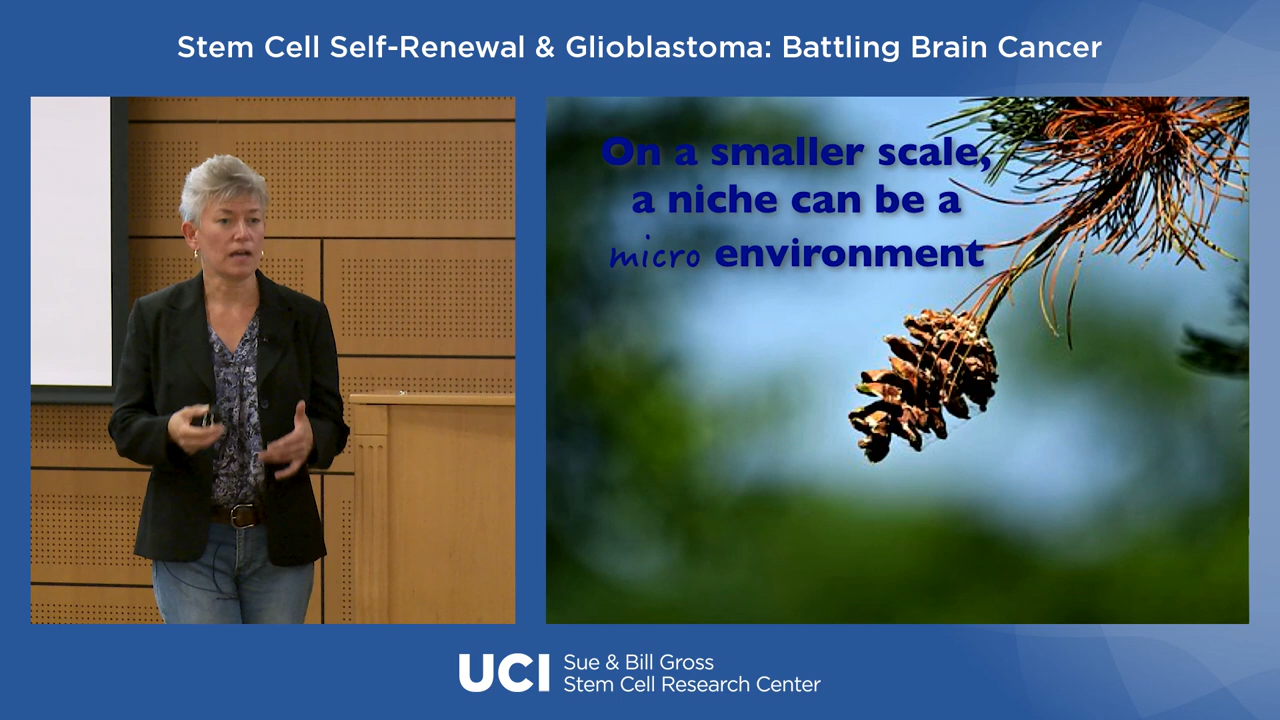 Stem Cell Self-Renewal & Glioblastoma: Battling Brain Cancer
On a smaller scale,
a niche can be a
micro environment
UCI
Sue & Bill Gross
Stem Cell Research Center